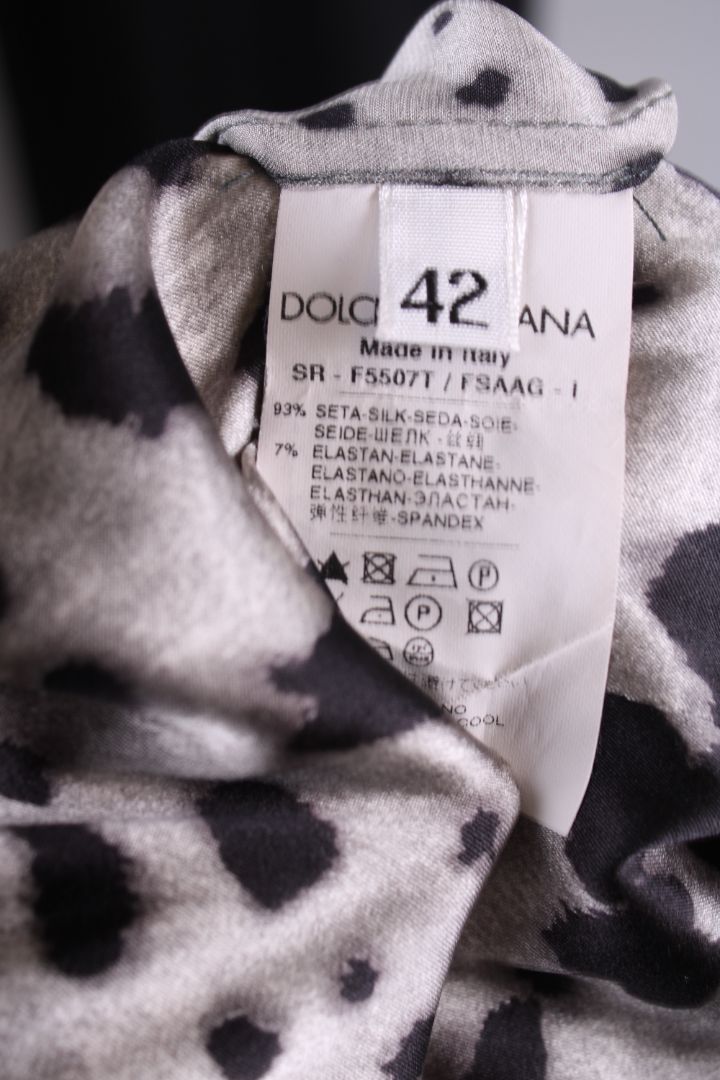 42
DOLC ANA
Made in Italy
SR - F5507T / FSAAG - I
93% SETA-SILK-SEDA-SOIE-
SEIDE-ШЕЛК -丝绸
7% ELASTAN-ELASTANE-
ELASTANO-ELASTHANNE-
ELASTHAN-ЭЛАСТАН-
弹性纤维-SPANDEX
P
P
NO
COOL